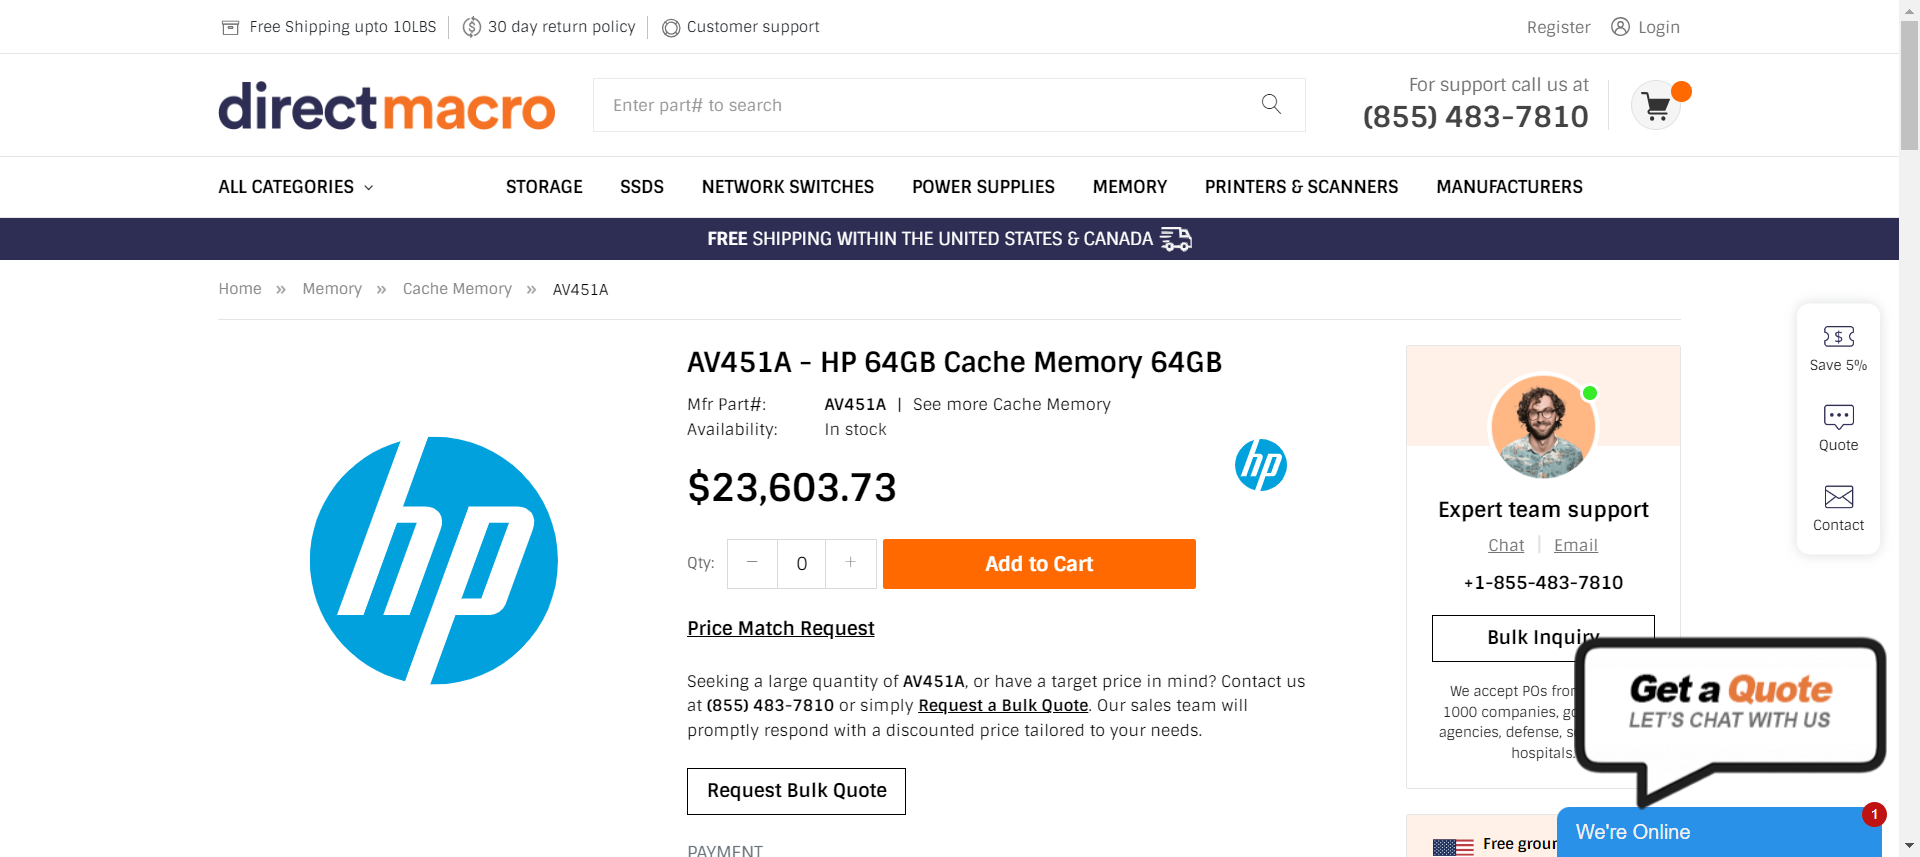 Free Shipping upto 10LBS
30 day return policy
Customer support
Register
Login
directmacro
Enter part# to search
For support call us at
(855) 483-7810
ALL CATEGORIES
STORAGE
SSDS
NETWORK SWITCHES
POWER SUPPLIES
MEMORY
PRINTERS & SCANNERS
MANUFACTURERS
FREE SHIPPING WITHIN THE UNITED STATES & CANADA
Home » Memory » Cache Memory » AV451A
hp
AV451A - HP 64GB Cache Memory 64GB
Mfr Part#: AV451A | See more Cache Memory
Availability: In stock
$23,603.73
hp
Qty: − 0 +
Add to Cart
Price Match Request
Seeking a large quantity of AV451A, or have a target price in mind? Contact us
at (855) 483-7810 or simply Request a Bulk Quote. Our sales team will
promptly respond with a discounted price tailored to your needs.
Request Bulk Quote
PAYMENT
Expert team support
Chat | Email
+1-855-483-7810
Bulk Inquiry
We accept POs
1000 companies,
agencies, defense,
hospitals.
Free
$
Save 5%
Quote
Contact
Get a Quote
LET'S CHAT WITH US
We're Online
1